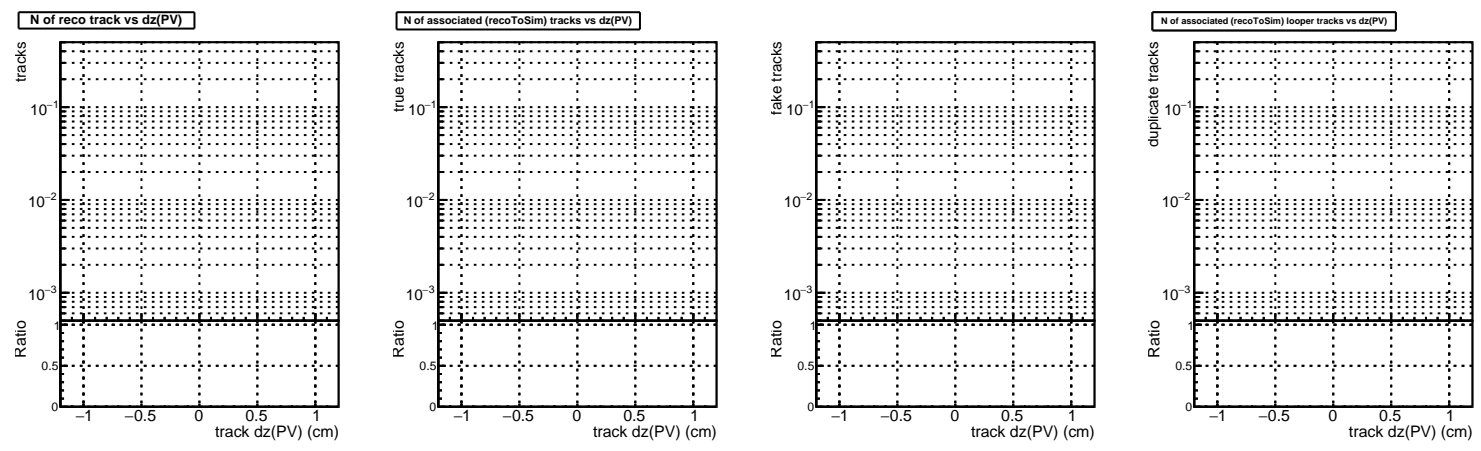 N of reco track vs dz(PV)
tracks
10⁻¹
10⁻²
10⁻³
Ratio
1
0.5
0
−1 −0.5 0 0.5 1
track dz(PV) (cm)
N of associated (recoToSim) tracks vs dz(PV)
true tracks
10⁻¹
10⁻²
10⁻³
Ratio
1
0.5
0
−1 −0.5 0 0.5 1
track dz(PV) (cm)
fake tracks
10⁻¹
10⁻²
10⁻³
Ratio
1
0.5
0
−1 −0.5 0 0.5 1
track dz(PV) (cm)
N of associated (recoToSim) looper tracks vs dz(PV)
duplicate tracks
10⁻¹
10⁻²
10⁻³
Ratio
1
0.5
0
−1 −0.5 0 0.5 1
track dz(PV) (cm)